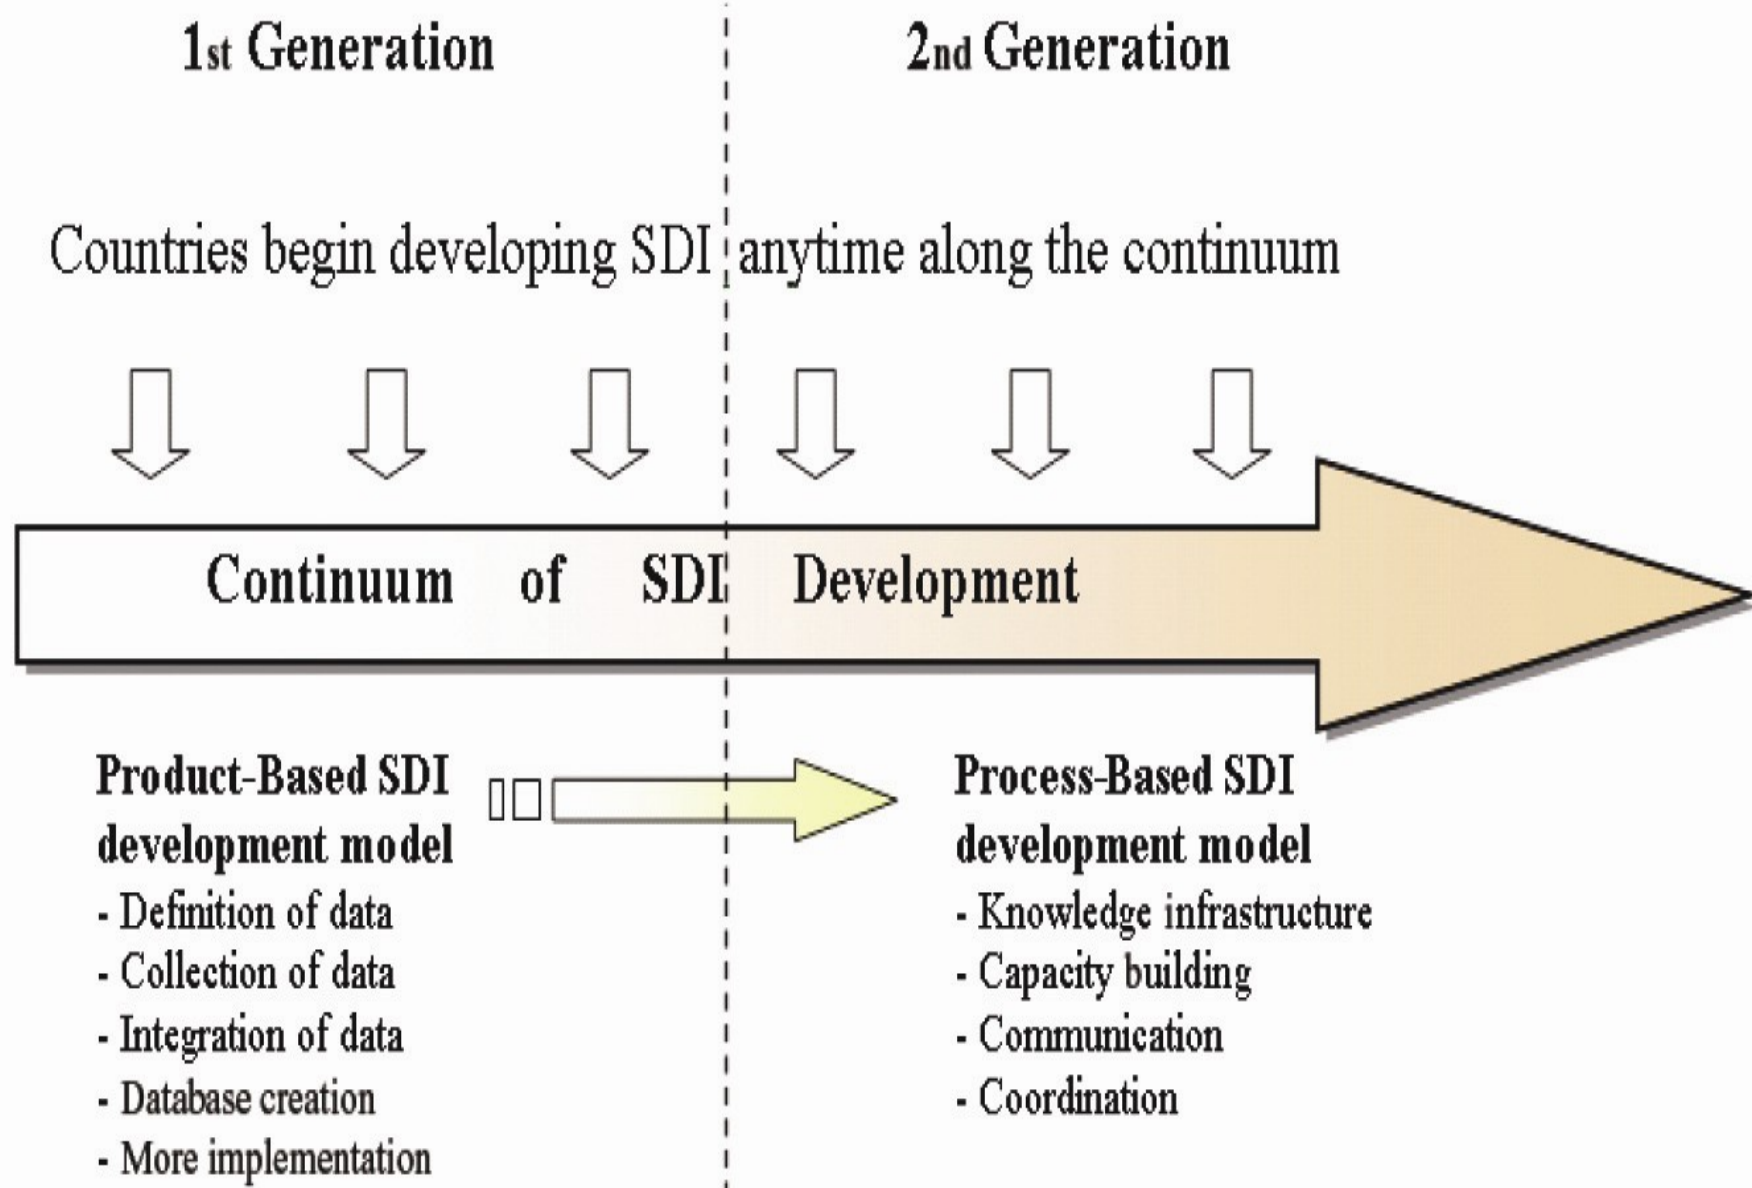 1st Generation
2nd Generation
Countries begin developing SDI anytime along the continuum
Continuum of SDI Development
Product-Based SDI
development model
- Definition of data
- Collection of data
- Integration of data
- Database creation
- More implementation
Process-Based SDI
development model
- Knowledge infrastructure
- Capacity building
- Communication
- Coordination